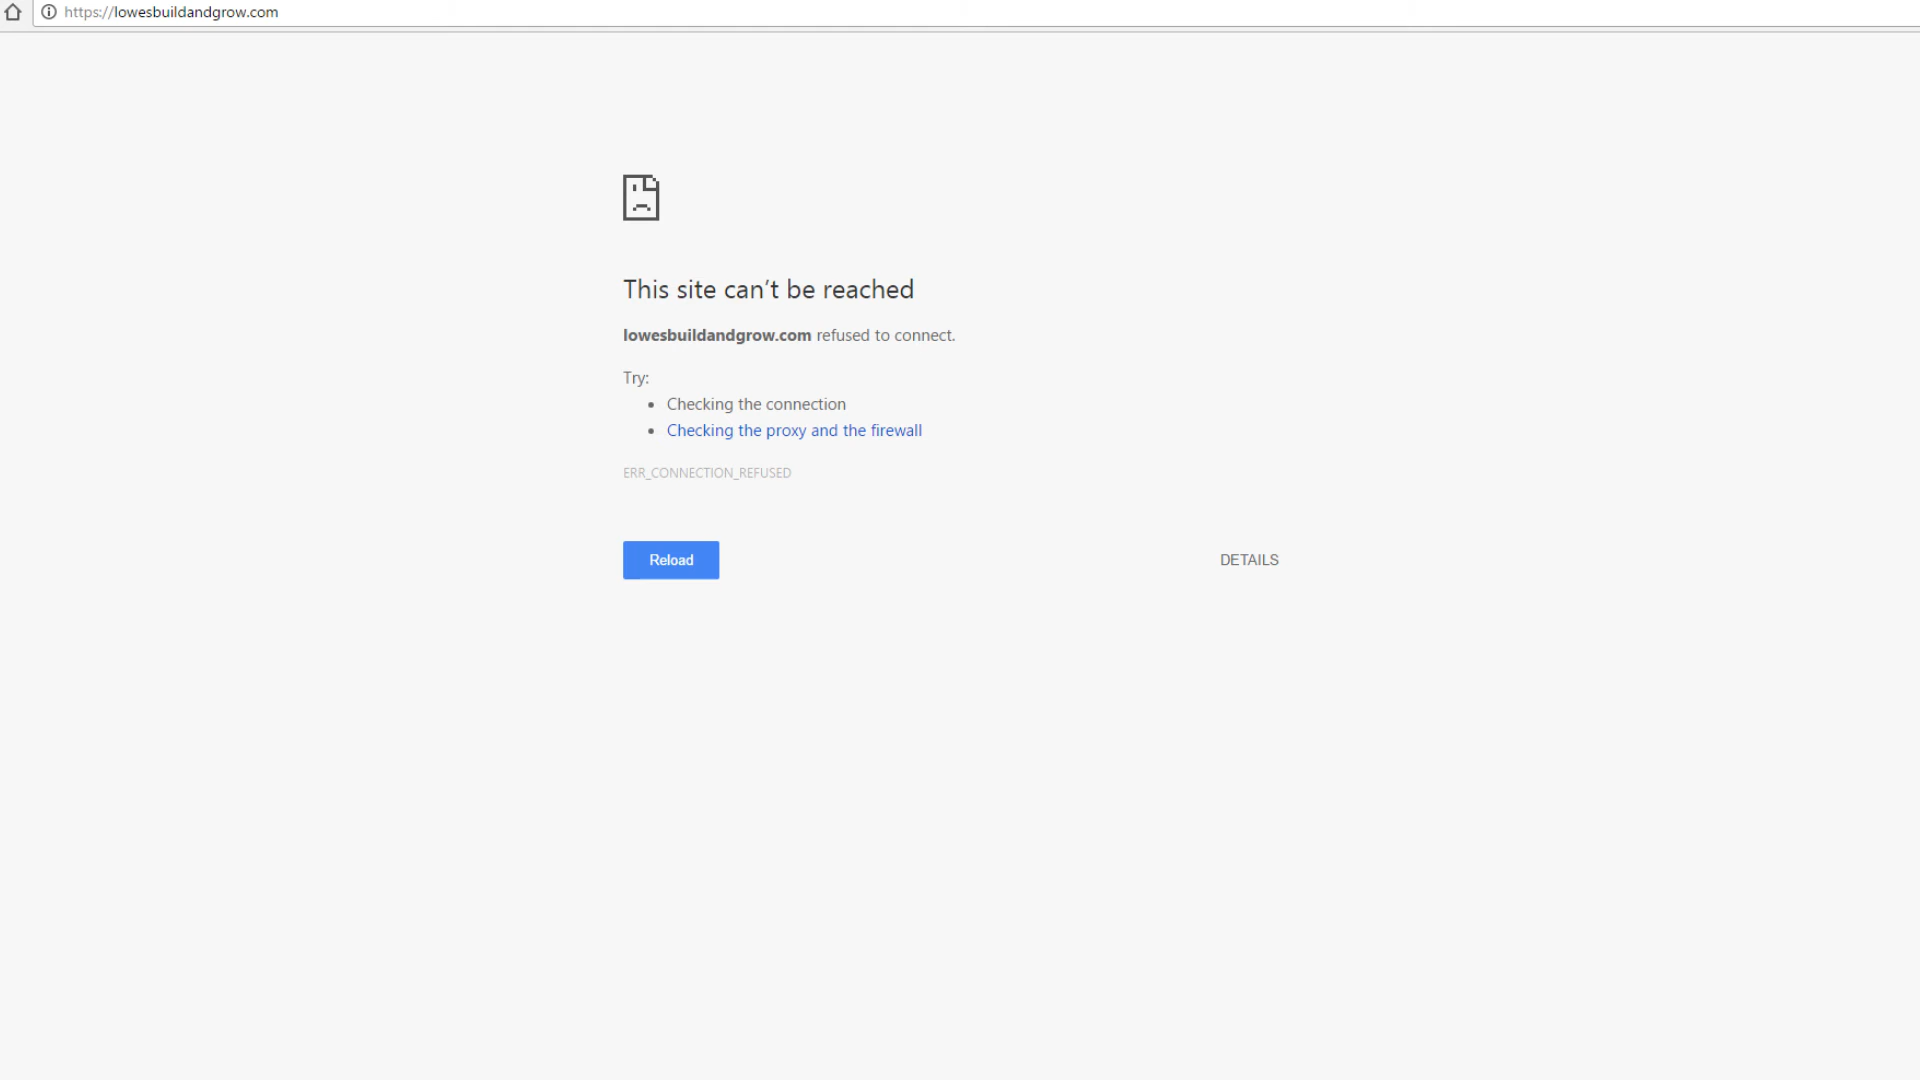 https://lowesbuildandgrow.com
This site can’t be reached
lowesbuildandgrow.com refused to connect.
Try:
• Checking the connection
• Checking the proxy and the firewall
ERR_CONNECTION_REFUSED
Reload
DETAILS